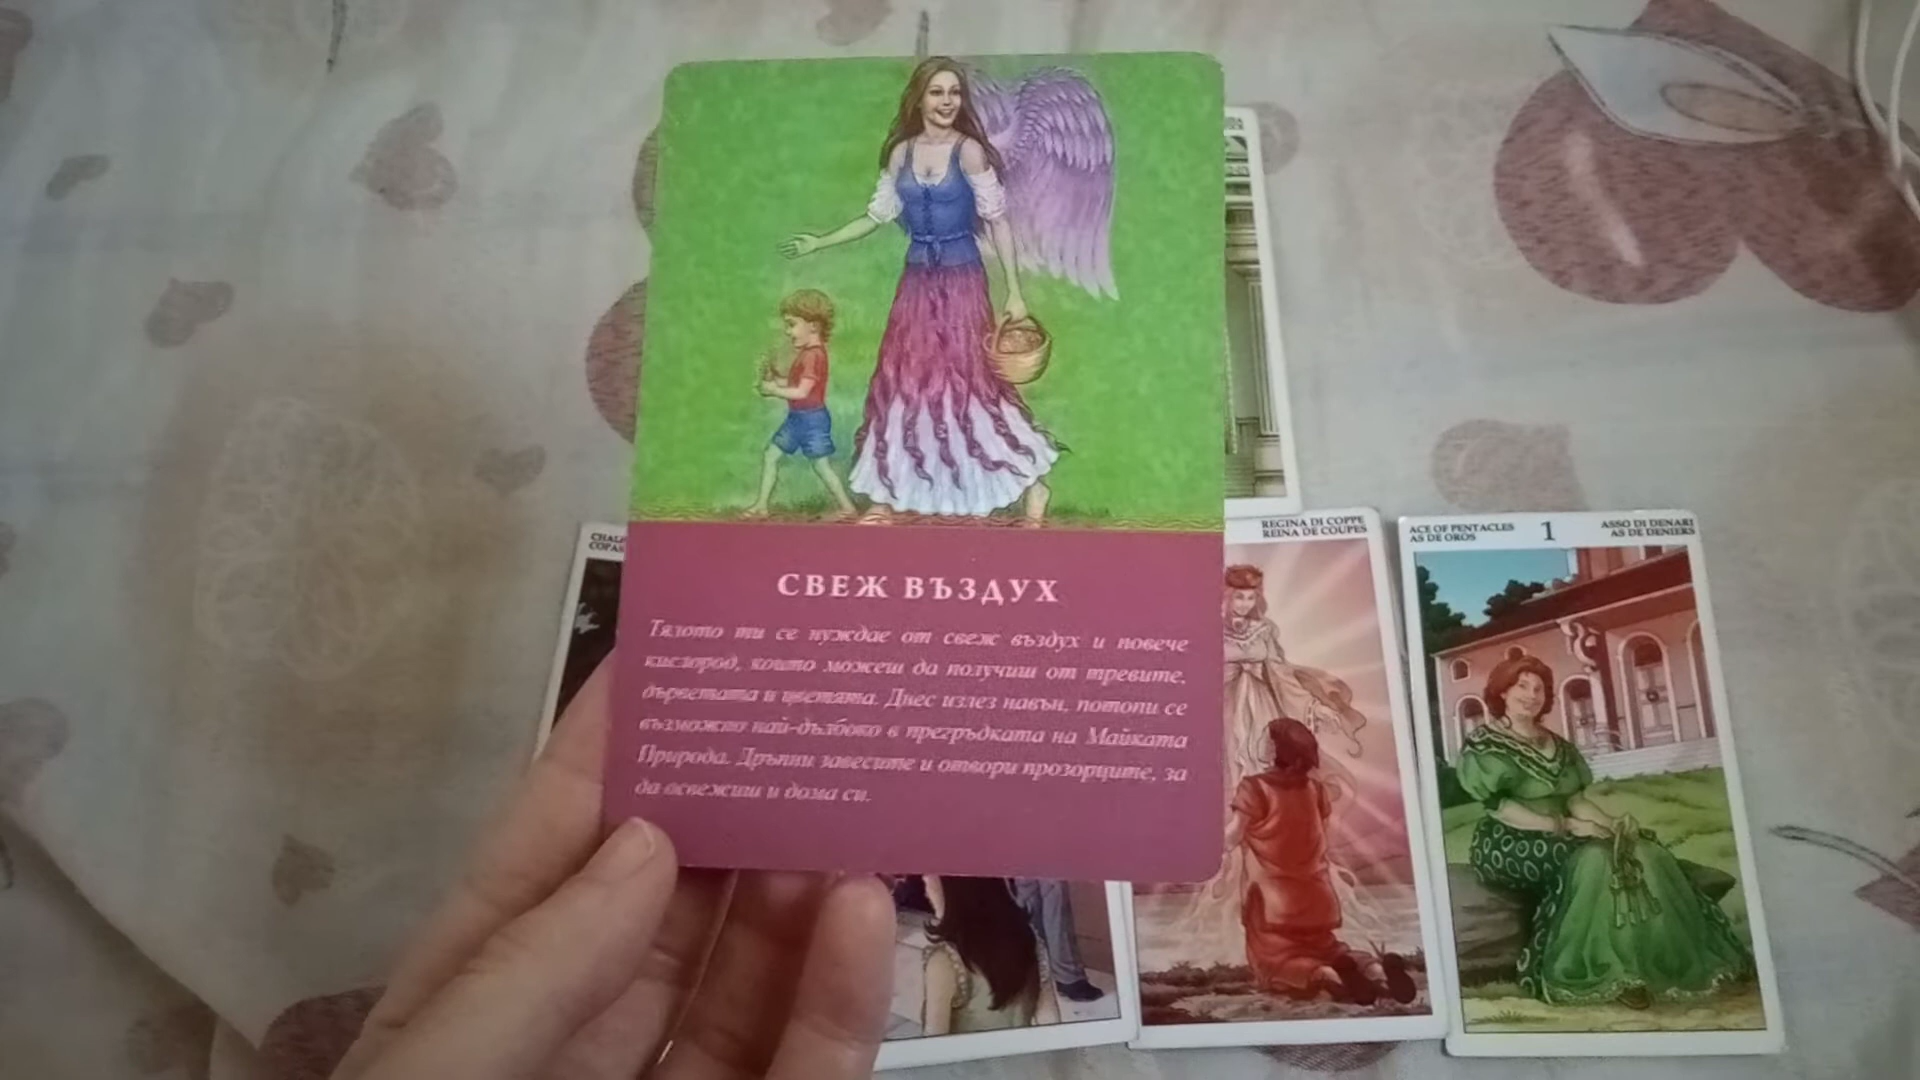 REGINA DI COPPE
REINA DE COUPES
ACE OF PENTACLES
AS DE OROS
1
ASSO DI DENARI
AS DE DENIERS
СВЕЖ ВЪЗДУХ
Тялото ти се нуждае от свеж въздух и повече
кислород, които можеш да получиш от тревите,
дърветата и цветята. Днес излез навън, потопи се
възможно най-дълбоко в прегръдката на Майката
Природа. Дръпни завесите и отвори прозорците, за
да освежиш и дома си.